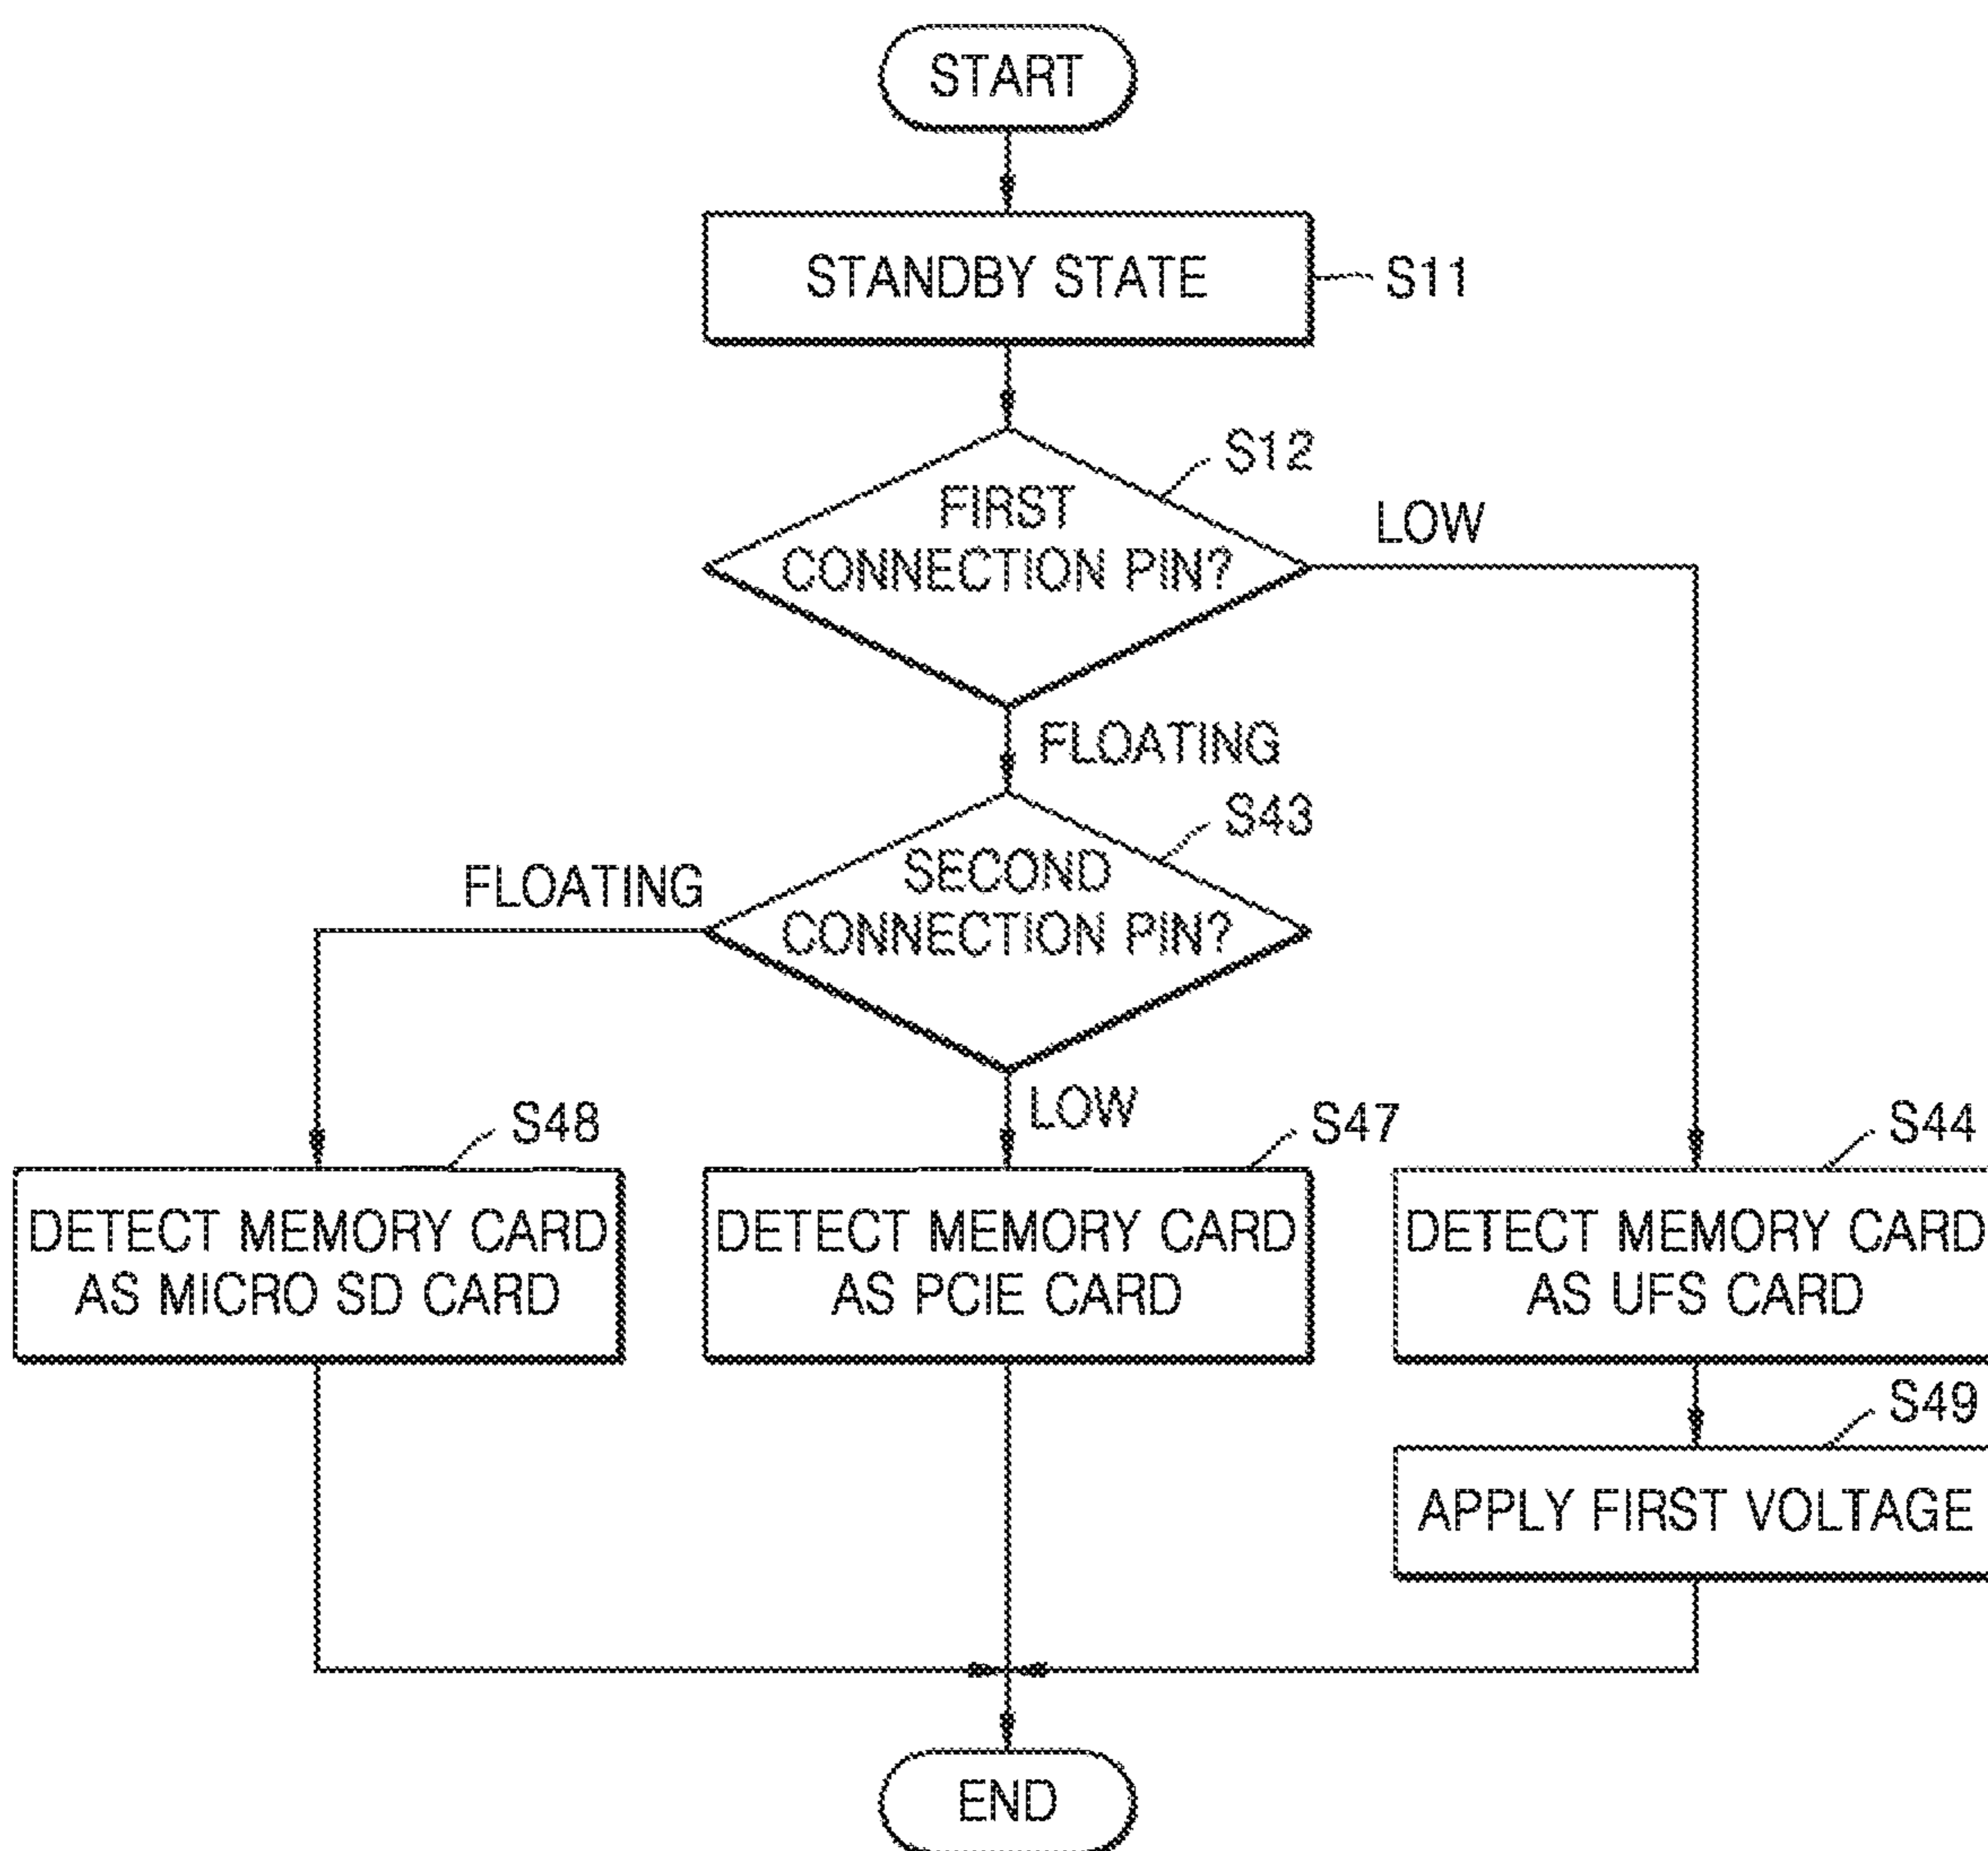 START
STANDBY STATE
S11
S12
FIRST
CONNECTION PIN?
LOW
FLOATING
S43
SECOND
CONNECTION PIN?
FLOATING
LOW
S48
DETECT MEMORY CARD
AS MICRO SD CARD
S47
DETECT MEMORY CARD
AS PCIE CARD
S44
DETECT MEMORY CARD
AS UFS CARD
S49
APPLY FIRST VOLTAGE
END